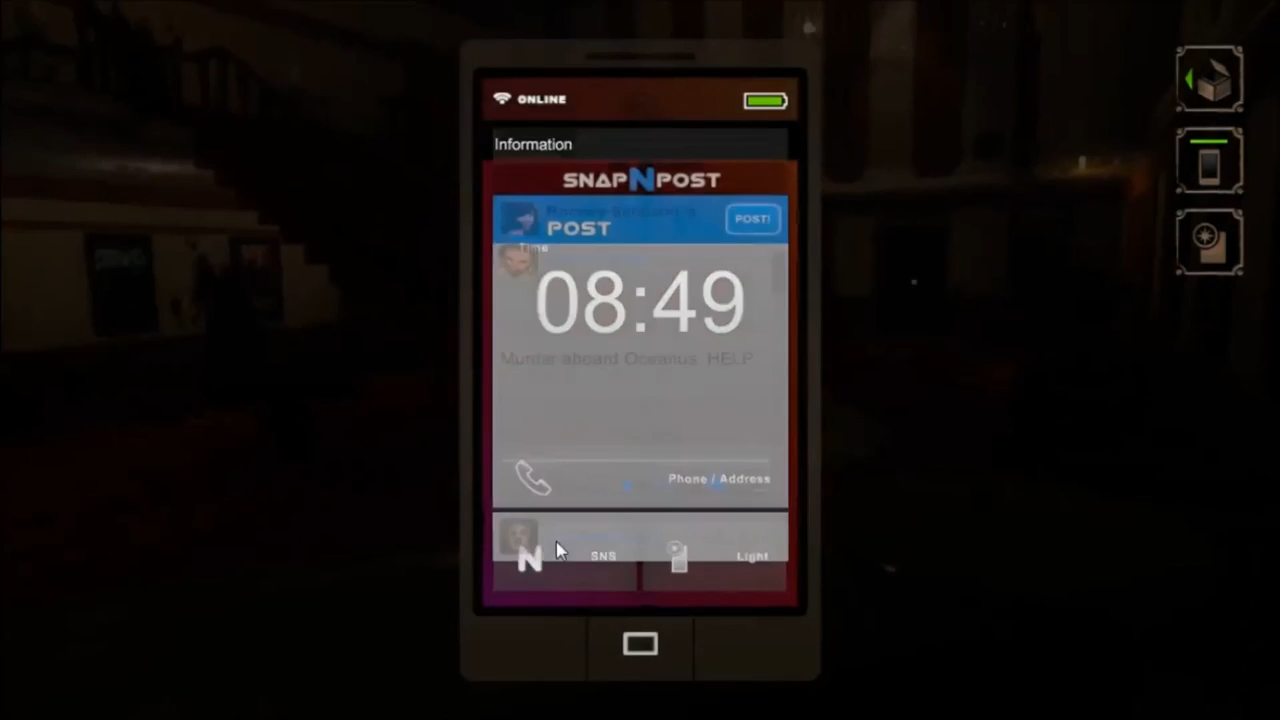 ONLINE
Information
SNAPNPOST
POST
POST!
Time
08:49
Murder aboard Oceanus HELP
Phone / Address
N
SNS
Light